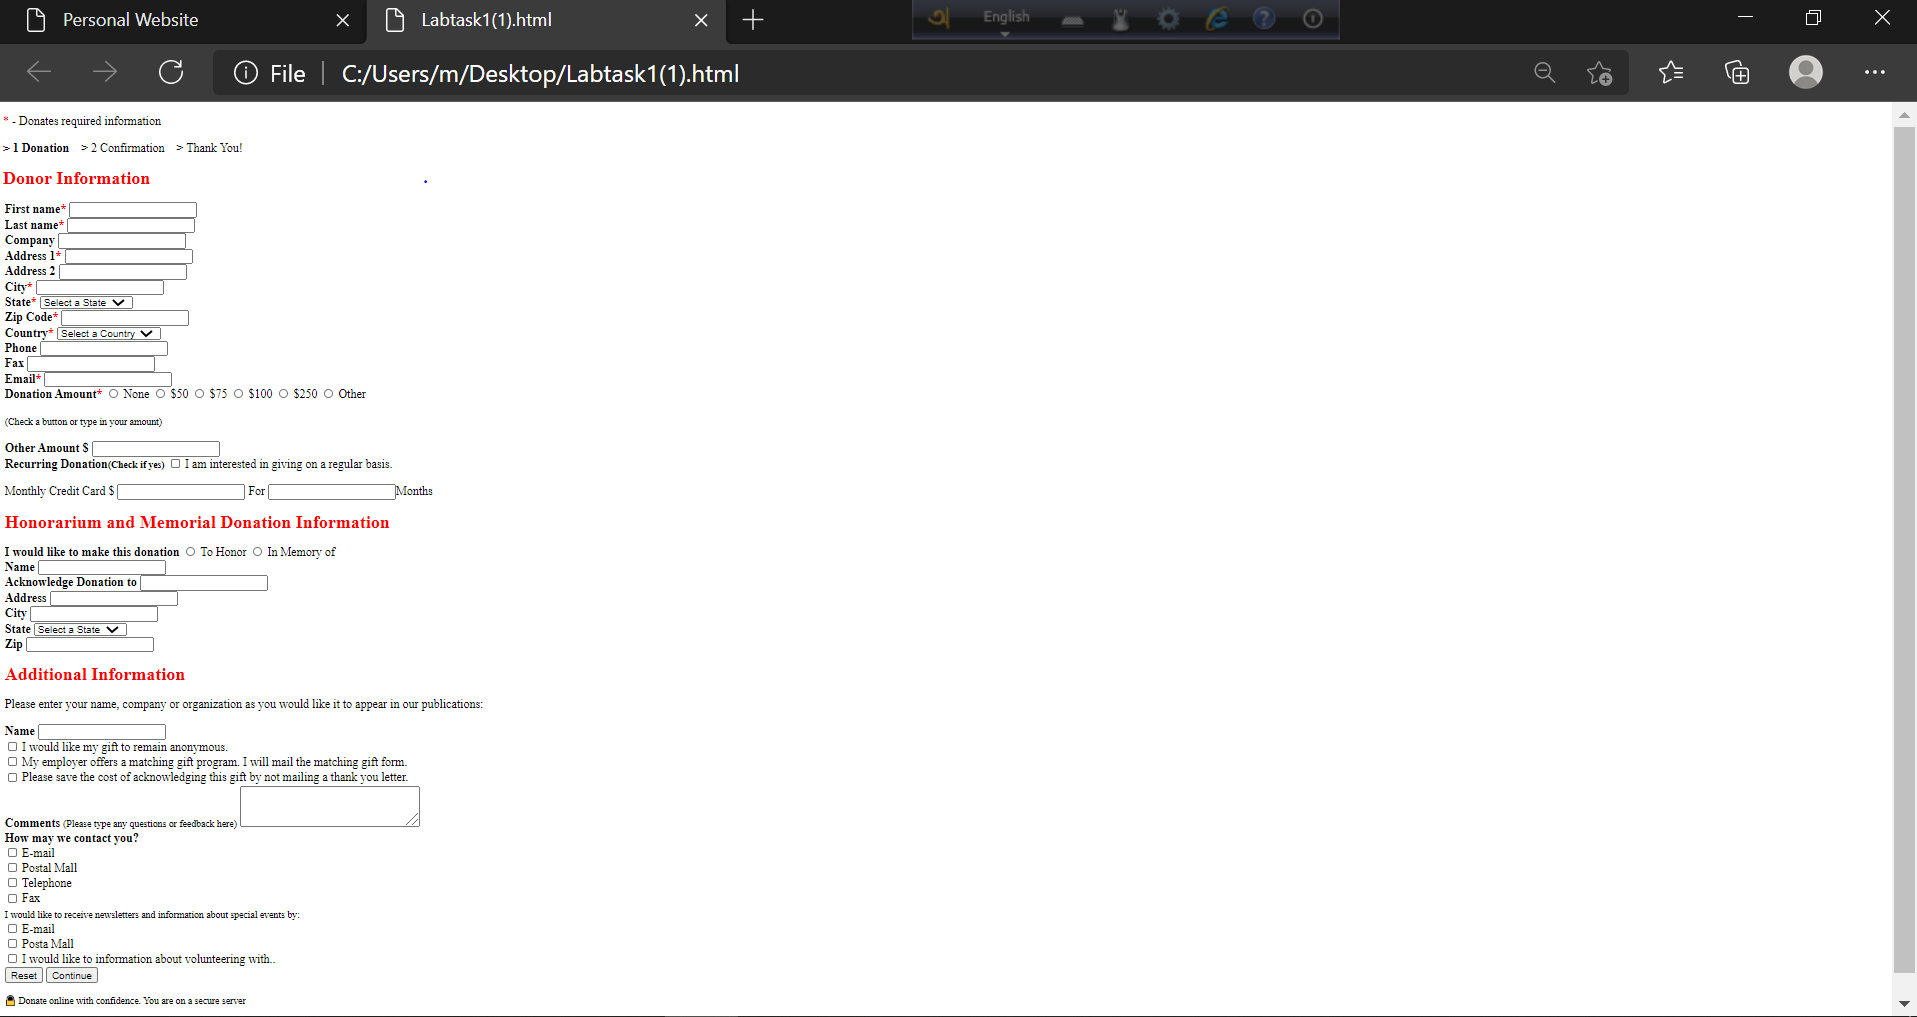 Personal Website
Labtask1(1).html
English
File C:/Users/m/Desktop/Labtask1(1).html
* - Donates required information
> 1 Donation > 2 Confirmation > Thank You!
Donor Information
First name*
Last name*
Company
Address 1*
Address 2
City*
State* Select a State
Zip Code*
Country* Select a Country
Phone
Fax
Email*
Donation Amount* None $50 $75 $100 $250 Other
(Check a button or type in your amount)
Other Amount $
Recurring Donation(Check if yes) I am interested in giving on a regular basis.
Monthly Credit Card $ For Months
Honorarium and Memorial Donation Information
I would like to make this donation To Honor In Memory of
Name
Acknowledge Donation to
Address
City
State Select a State
Zip
Additional Information
Please enter your name, company or organization as you would like it to appear in our publications:
Name
I would like my gift to remain anonymous.
My employer offers a matching gift program. I will mail the matching gift form.
Please save the cost of acknowledging this gift by not mailing a thank you letter.
Comments (Please type any questions or feedback here)
How may we contact you?
E-mail
Postal Mall
Telephone
Fax
I would like to receive newsletters and information about special events by:
E-mail
Posta Mall
I would like to information about volunteering with..
Reset Continue
Donate online with confidence. You are on a secure server